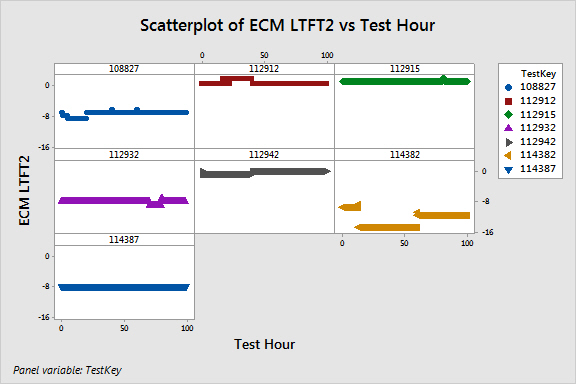 Scatterplot of ECM LTFT2 vs Test Hour
0 50 100
108827 112912 112915
0
-8
-16
112932 112942 114382
0
-8
-16
114387
0
-8
-16
0 50 100
0 50 100
ECM LTFT2
Test Hour
TestKey
108827
112912
112915
112932
112942
114382
114387
Panel variable: TestKey